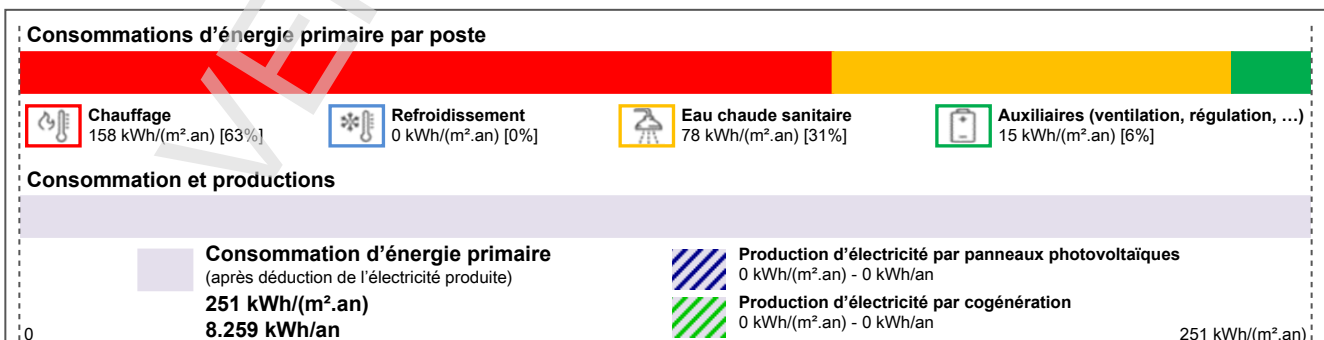 Consommations d'énergie primaire par poste
Chauffage
158 kWh/(m².an) [63%]
Refroidissement
0 kWh/(m².an) [0%]
Eau chaude sanitaire
78 kWh/(m².an) [31%]
Auxiliaires (ventilation, régulation, …)
15 kWh/(m².an) [6%]
Consommation et productions
Consommation d'énergie primaire
(après déduction de l'électricité produite)
251 kWh/(m².an)
8.259 kWh/an
Production d'électricité par panneaux photovoltaïques
0 kWh/(m².an) - 0 kWh/an
Production d'électricité par cogénération
0 kWh/(m².an) - 0 kWh/an
0
251 kWh/(m².an)